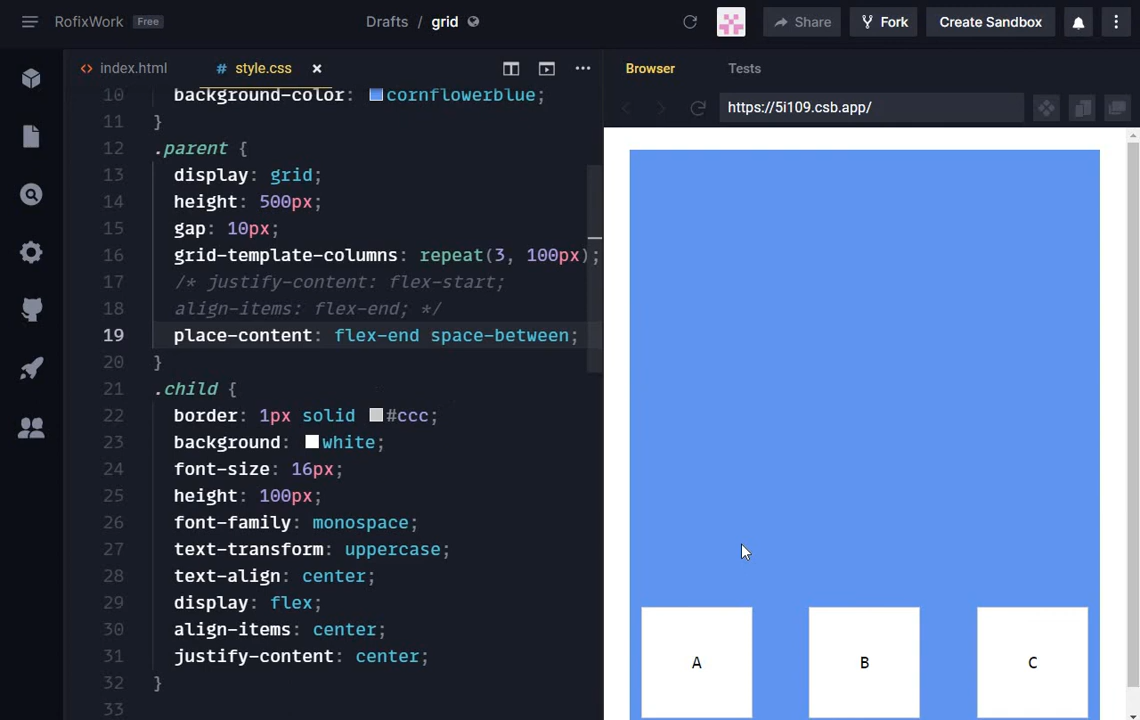 RofixWork Free Drafts / grid Share Fork Create Sandbox
index.html # style.css Browser Tests
https://5i109.csb.app/
10 background-color: cornflowerblue;
11 }
12 .parent {
13 display: grid;
14 height: 500px;
15 gap: 10px;
16 grid-template-columns: repeat(3, 100px);
17 /* justify-content: flex-start;
18 align-items: flex-end; */
19 place-content: flex-end space-between;
20 }
21 .child {
22 border: 1px solid #ccc;
23 background: white;
24 font-size: 16px;
25 height: 100px;
26 font-family: monospace;
27 text-transform: uppercase;
28 text-align: center;
29 display: flex;
30 align-items: center;
31 justify-content: center;
32 }
33
A B C